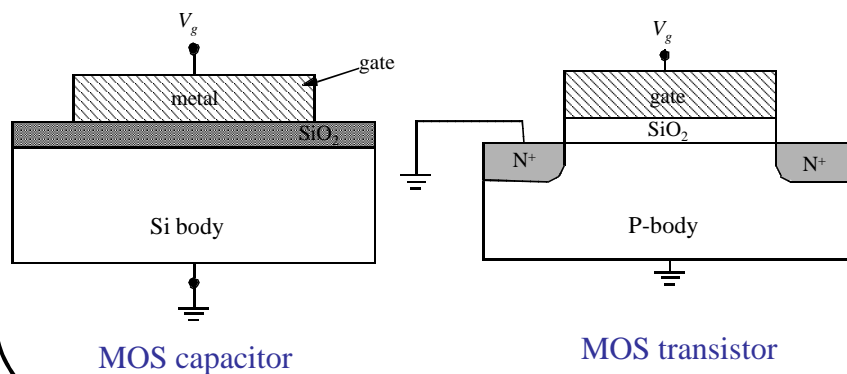 V_g
gate
metal
SiO₂
Si body
MOS capacitor
V_g
gate
SiO₂
N⁺
N⁺
P-body
MOS transistor